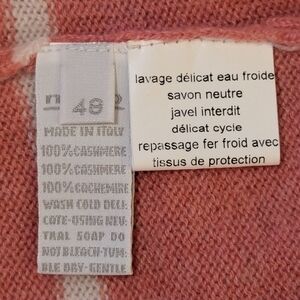 48
MADE IN ITALY
100% CASHMERE
100% CASHMERE
100% CACHEMIRE
WASH COLD DELI-
CATE-USING NEU-
TRAL SOAP DO
NOT BLEACH-TUM-
BLE DRY-GENTLE
lavage délicat eau froide
savon neutre
javel interdit
délicat cycle
repassage fer froid avec
tissus de protection